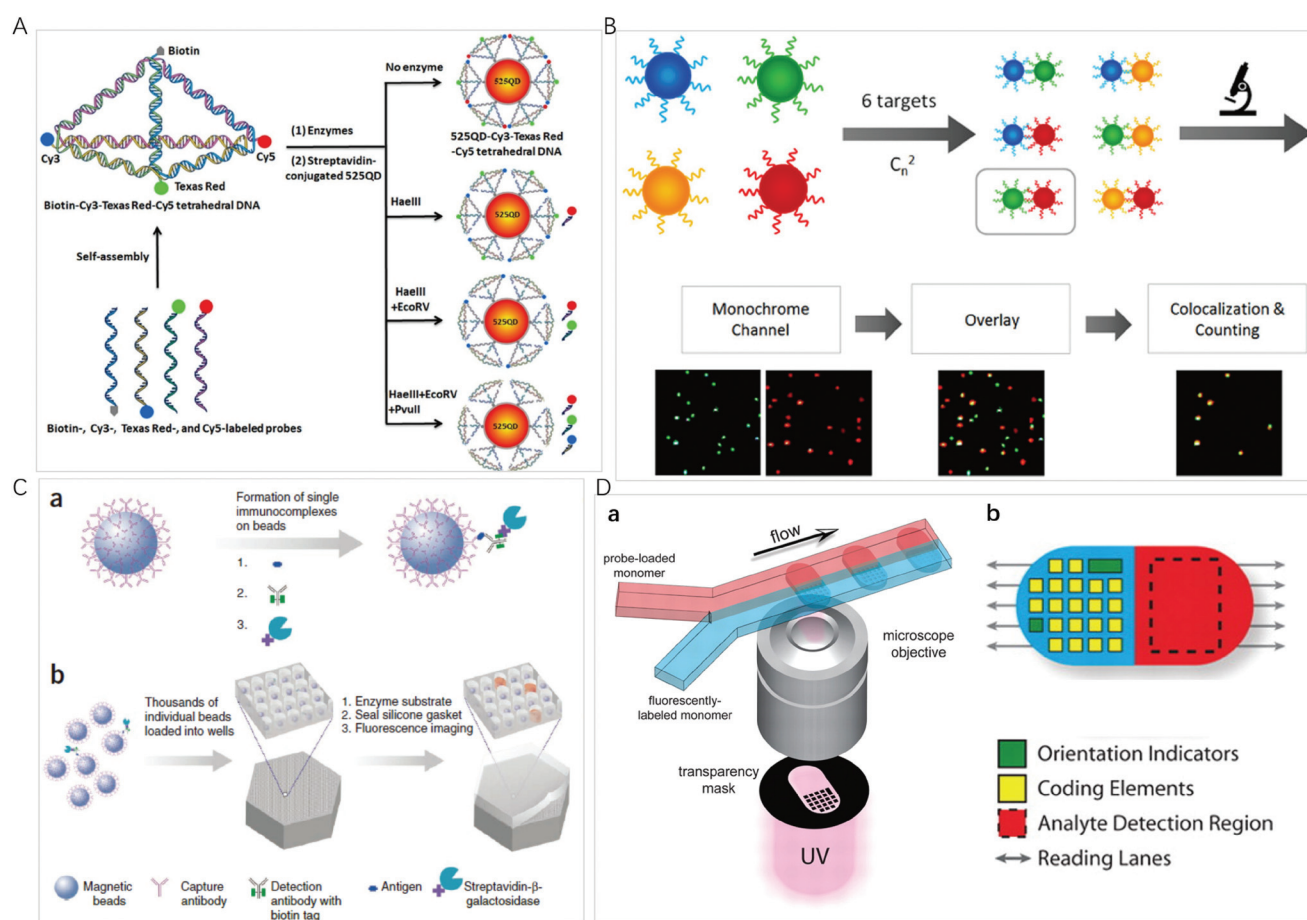 A
Biotin
Cy3
Cy5
Texas Red
Biotin-Cy3-Texas Red-Cy5 tetrahedral DNA
Self-assembly
Biotin-, Cy3-, Texas Red-, and Cy5-labeled probes
(1) Enzymes
(2) Streptavidin-
conjugated 525QD
No enzyme
525QD
525QD-Cy3-Texas Red
-Cy5 tetrahedral DNA
HaeIII
525QD
HaeIII
+EcoRV
525QD
HaeIII+EcoRV
+PvuII
525QD
B
6 targets
Cn2
Monochrome
Channel
Overlay
Colocalization &
Counting
C
a
Formation of single
immunocomplexes
on beads
1.
2.
3.
b
Thousands of
individual beads
loaded into wells
1. Enzyme substrate
2. Seal silicone gasket
3. Fluorescence imaging
Magnetic
beads
Capture
antibody
Detection
antibody with
biotin tag
Antigen
Streptavidin-β-
galactosidase
D
a
flow
probe-loaded
monomer
microscope
objective
fluorescently-
labeled monomer
transparency
mask
UV
b
Orientation Indicators
Coding Elements
Analyte Detection Region
Reading Lanes